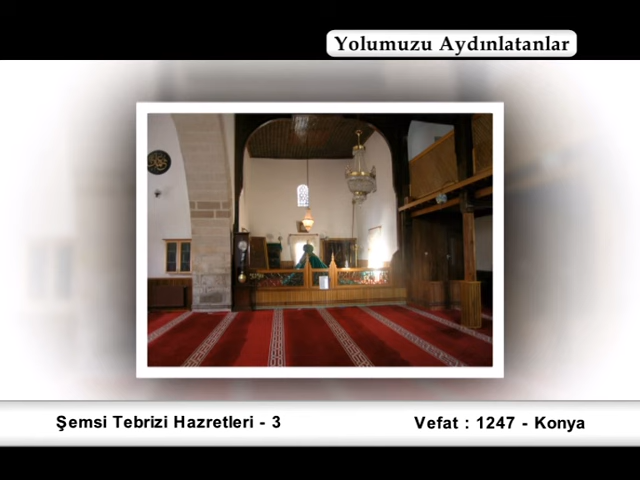 Yolumuzu Aydınlatanlar
Şemsi Tebrizi Hazretleri - 3
Vefat : 1247 - Konya